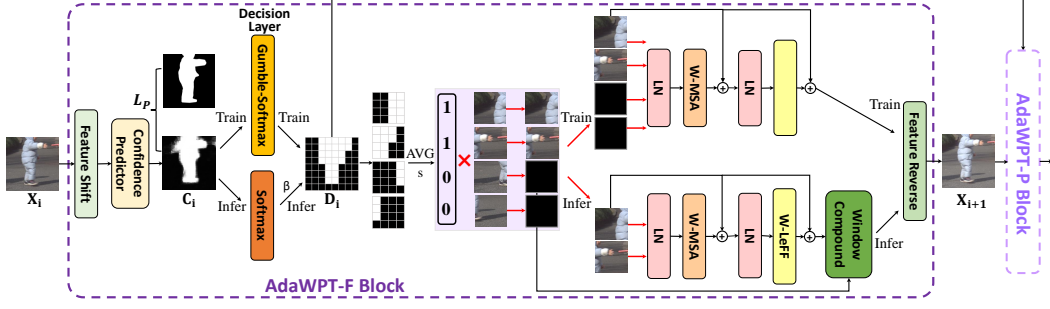 Decision
Layer
X_i
Feature Shift
Confidence
Predictor
L_P
C_i
Train
Infer
Gumble-Softmax
Softmax
Train
β
Infer
D_i
AVG
s
1
1
0
0
×
Train
Infer
LN
W-MSA
LN
Train
LN
W-MSA
LN
W-LeFF
Window
Compound
Infer
Feature Reverse
X_{i+1}
AdaWPT-P Block
AdaWPT-F Block